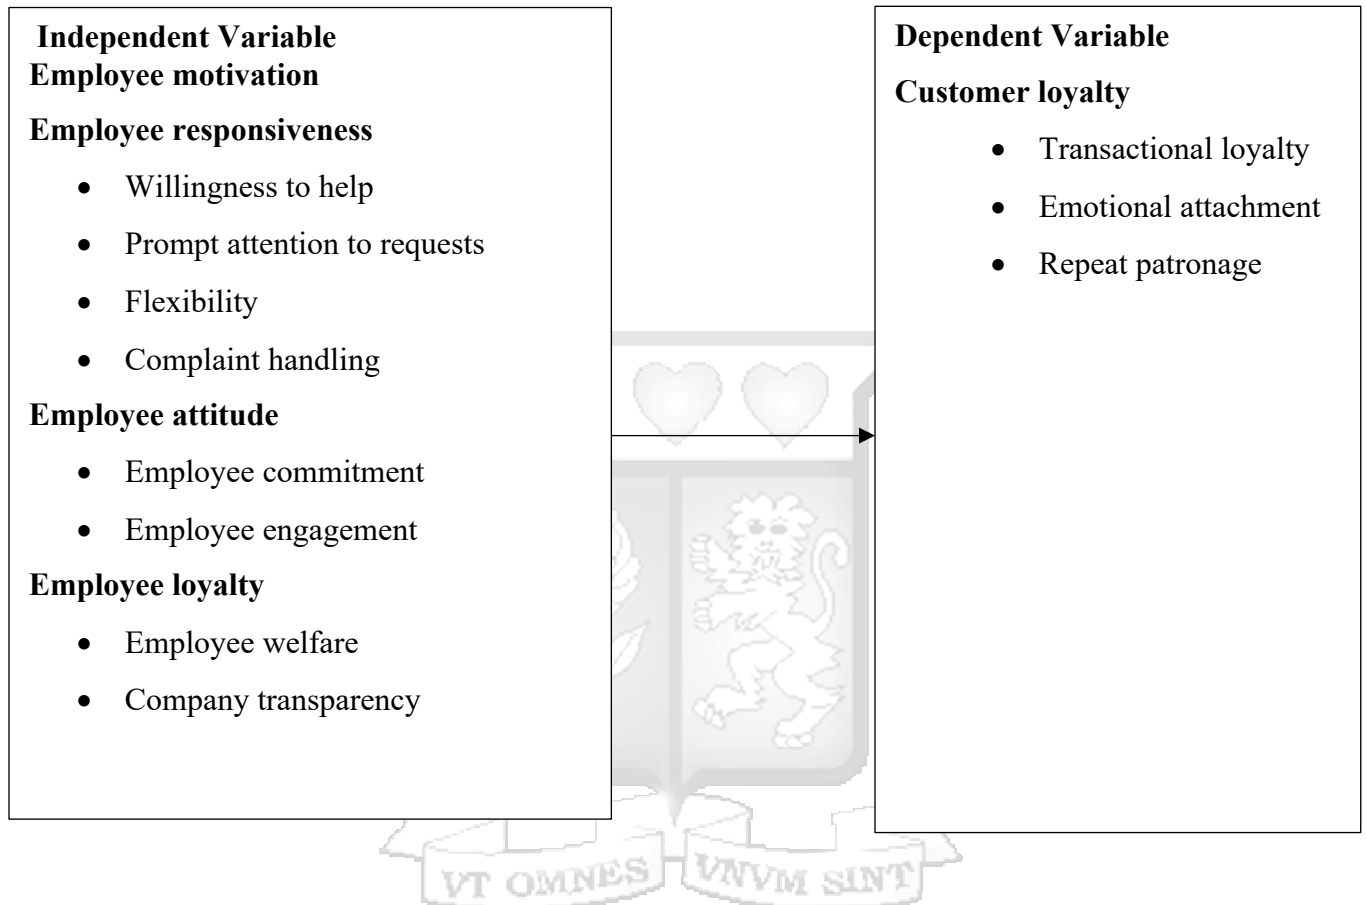 Independent Variable
Employee motivation
Employee responsiveness
• Willingness to help
• Prompt attention to requests
• Flexibility
• Complaint handling
Employee attitude
• Employee commitment
• Employee engagement
Employee loyalty
• Employee welfare
• Company transparency
Dependent Variable
Customer loyalty
• Transactional loyalty
• Emotional attachment
• Repeat patronage
VT OMNES VNVM SINT